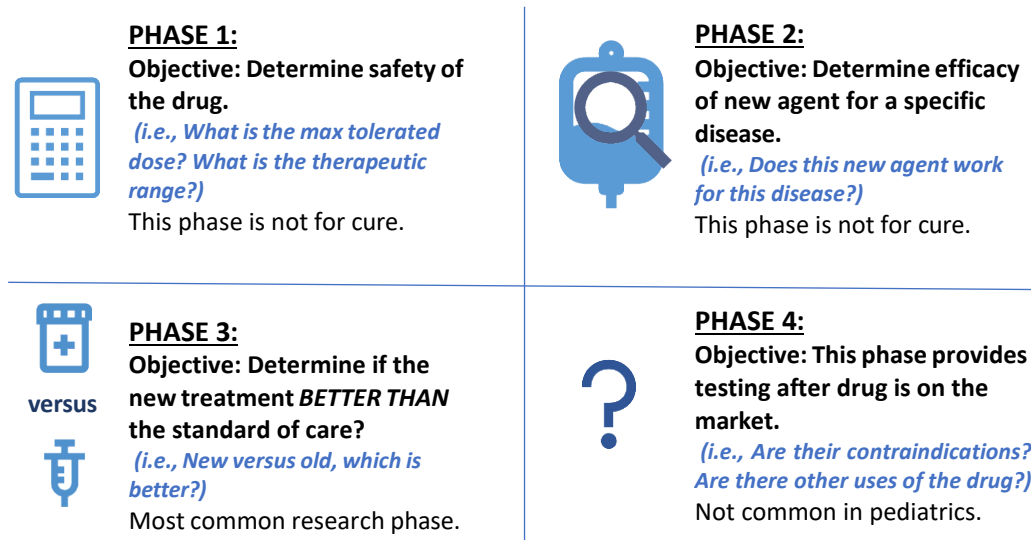 PHASE 1:
Objective: Determine safety of
the drug.
(i.e., What is the max tolerated
dose? What is the therapeutic
range?)
This phase is not for cure.
PHASE 2:
Objective: Determine efficacy
of new agent for a specific
disease.
(i.e., Does this new agent work
for this disease?)
This phase is not for cure.
versus
PHASE 3:
Objective: Determine if the
new treatment BETTER THAN
the standard of care?
(i.e., New versus old, which is
better?)
Most common research phase.
PHASE 4:
Objective: This phase provides
testing after drug is on the
market.
(i.e., Are their contraindications?
Are there other uses of the drug?)
Not common in pediatrics.